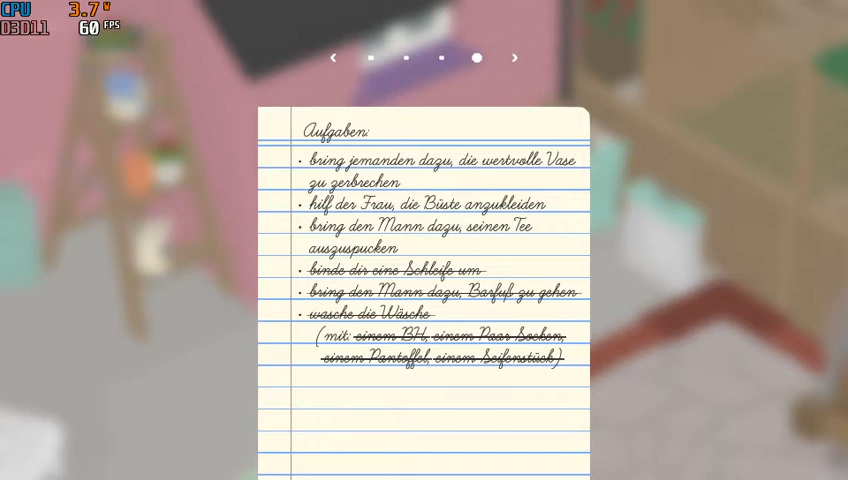 CPU 3.7 W
D3D11 60 FPS
Aufgaben:
• bring jemanden dazu, die wertvolle Vase
zu zerbrechen
• hilf der Frau, die Büste anzukleiden
• bring den Mann dazu, seinen Tee
auszuspucken
• binde dir eine Schleife um
• bring den Mann dazu, Barfuß zu gehen
• wasche die Wäsche
(mit: einem BH, einem Paar Socken,
einem Pantoffel, einem Seifenstück)